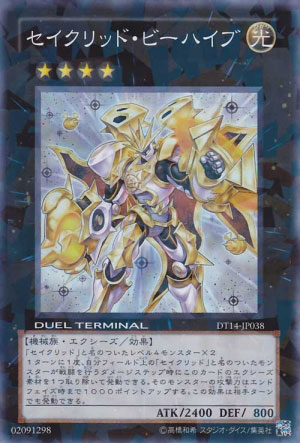 セイクリッド・ビーハイブ
光
DUEL TERMINAL
DT14-JP038
【機械族・エクシーズ/効果】
「セイクリッド」と名のついたレベル4モンスター×2
1ターンに1度、自分フィールド上の「セイクリッド」と名のついたモン
スターが戦闘を行うダメージステップ時にこのカードのエクシーズ
素材を1つ取り除いて発動できる。そのモンスターの攻撃力はエンド
フェイズ時まで1000ポイントアップする。この効果は相手ターン
でも発動できる。
ATK/2400 DEF/ 800
02091298
©高橋和希 スタジオ・ダイス/集英社